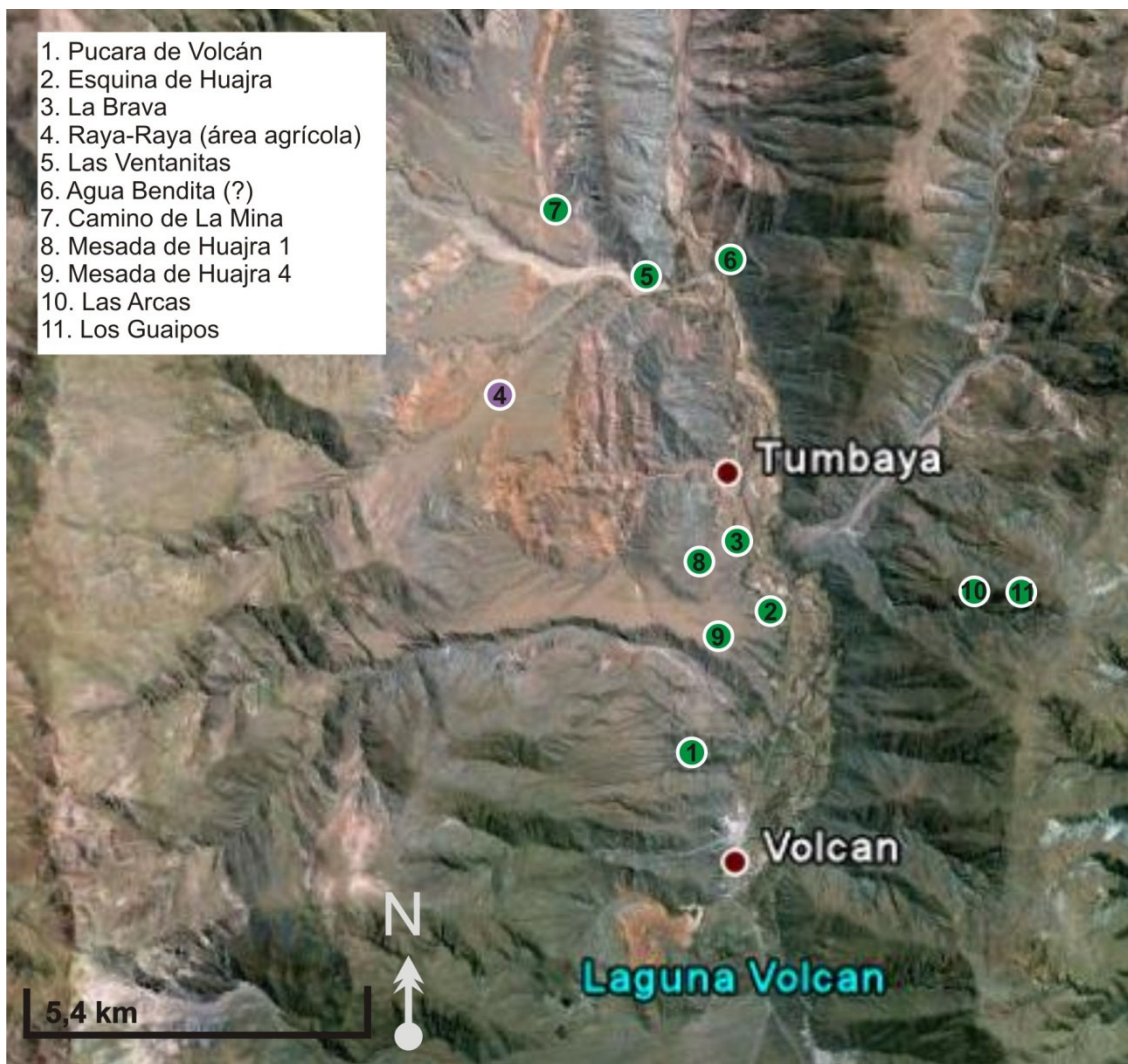 1. Pucara de Volcán
2. Esquina de Huajra
3. La Brava
4. Raya-Raya (área agrícola)
5. Las Ventanitas
6. Agua Bendita (?)
7. Camino de La Mina
8. Mesada de Huajra 1
9. Mesada de Huajra 4
10. Las Arcas
11. Los Guaipos
7
6
5
4
Tumbaya
3
8
10
11
2
9
1
Volcan
N
Laguna Volcan
5,4 km